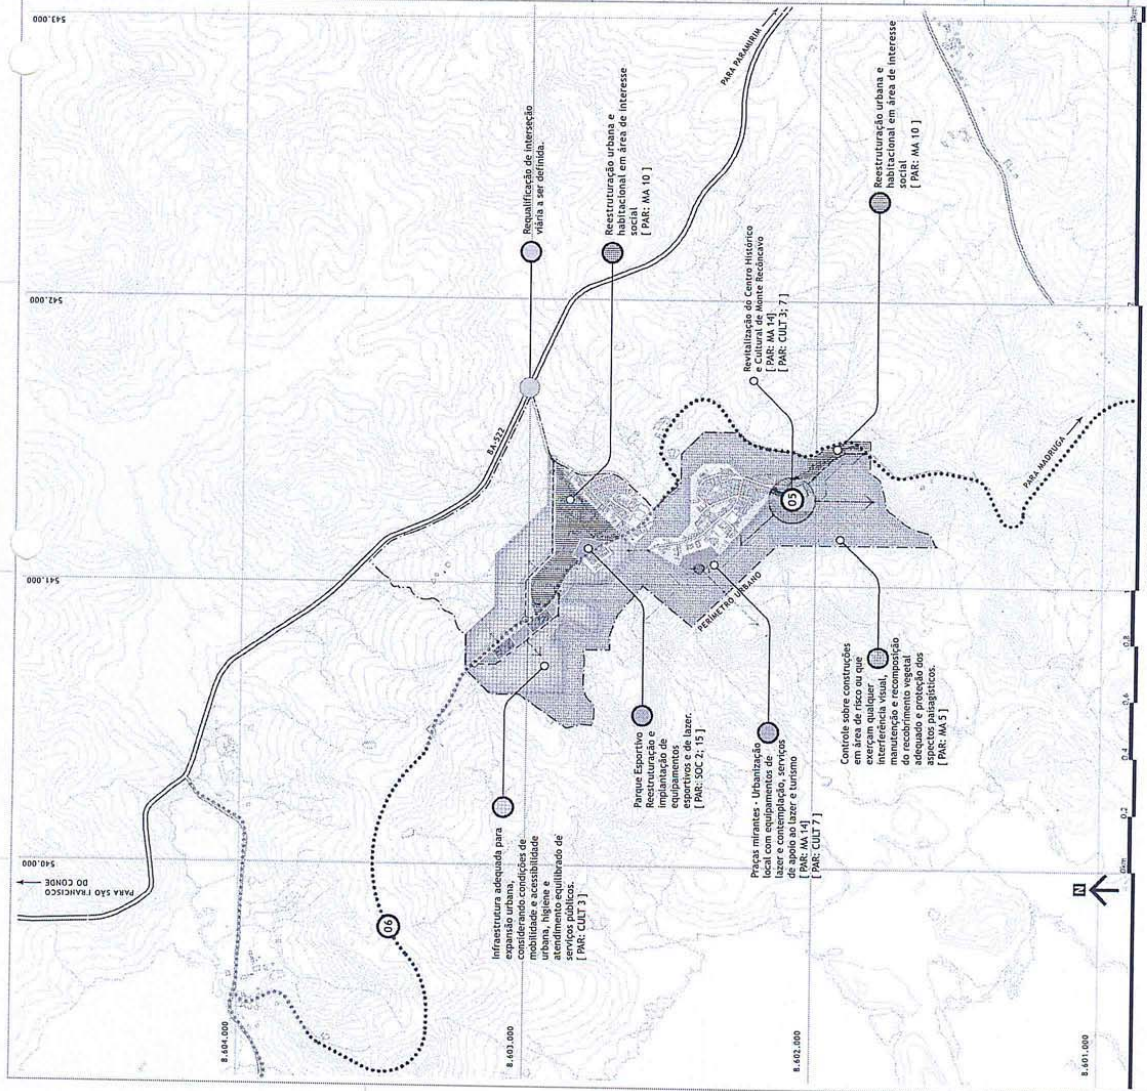 543.000
542.000
541.000
540.000
8.604.000
8.603.000
8.602.000
8.601.000
PARA SÃO FRANCISCO
DO CONDE
PARA PARAMIRIM
BA-522
PARA MADRUGA
PERÍMETRO URBANO
Requalificação de interseção
viária a ser definida.
Reestruturação urbana e
habitacional em área de interesse
social
[ PAR: MA 10 ]
Revitalização do Centro Histórico
e Cultural de Monte Recôncavo
[ PAR: MA 14]
[ PAR: CULT 3; 7 ]
Reestruturação urbana e
habitacional em área de interesse
social
[ PAR: MA 10 ]
05
06
Infraestrutura adequada para
expansão urbana,
considerando condições de
mobilidade e acessibilidade
urbana, higiene e
atendimento equilibrado de
serviços públicos.
[ PAR: CULT 3 ]
Parque Esportivo
Reestruturação e
implantação de
equipamentos
esportivos e de lazer.
[ PAR: SOC 2; 15 ]
Praças mirantes - Urbanização
local com equipamentos de
lazer e contemplação, serviços
de apoio ao lazer e turismo
[ PAR: MA 14]
[ PAR: CULT 7 ]
Controle sobre construções
em área de risco ou que
exerçam qualquer
interferência visual,
manutenção e recomposição
do recobrimento vegetal
adequado e proteção dos
aspectos paisagísticos.
[ PAR: MA 5 ]
N
0km
0,2
0,4
0,6
0,8